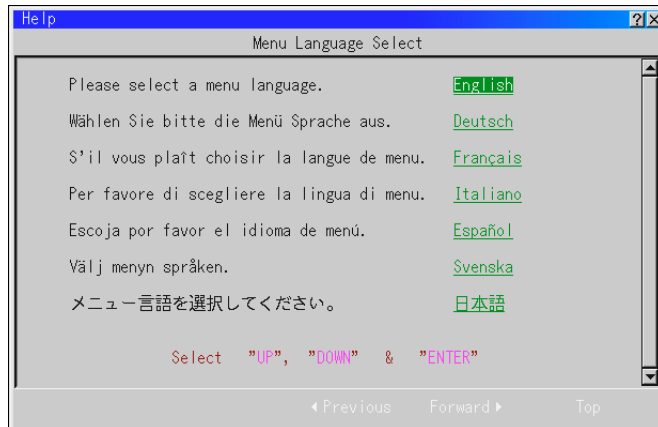 Help
Menu Language Select
Please select a menu language. English
Wählen Sie bitte die Menü Sprache aus. Deutsch
S'il vous plaît choisir la langue de menu. Français
Per favore di scegliere la lingua di menu. Italiano
Escoja por favor el idioma de menú. Español
Välj menyn språken. Svenska
メニュー言語を選択してください。 日本語
Select "UP", "DOWN" & "ENTER"
Previous Forward Top